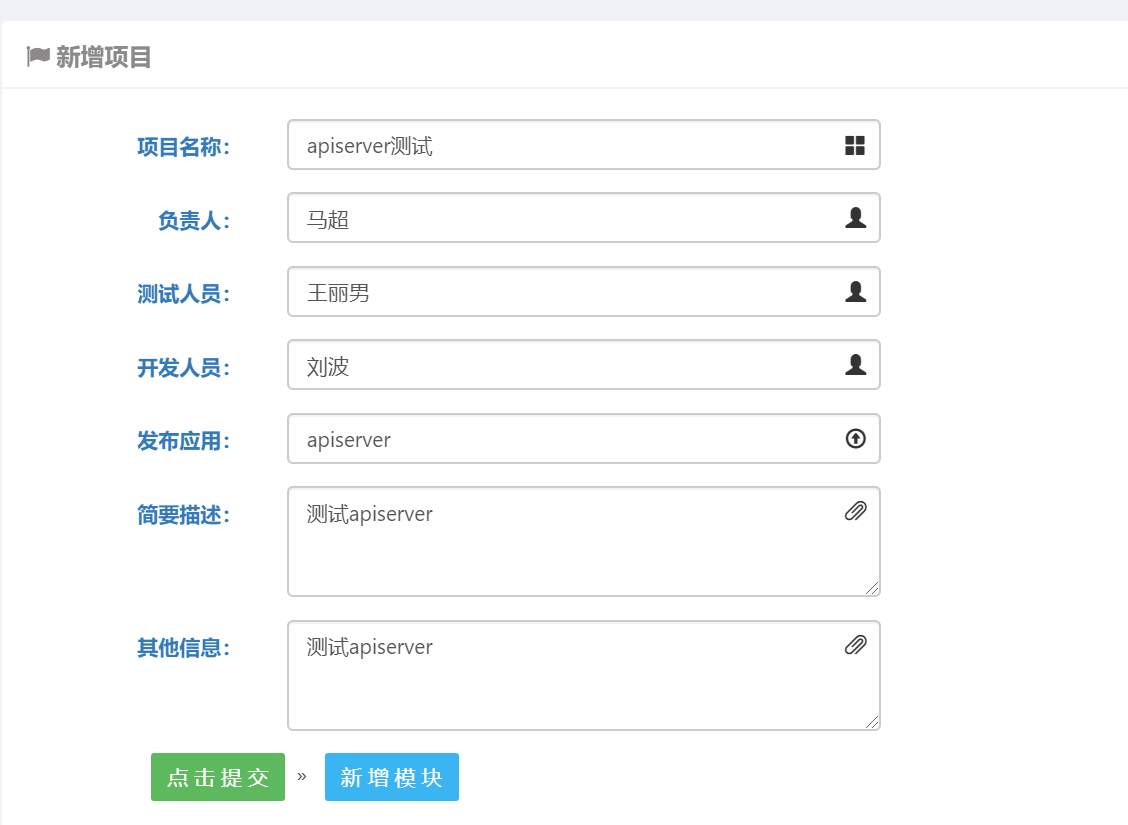 新增项目
项目名称： apiserver测试
负责人： 马超
测试人员： 王丽男
开发人员： 刘波
发布应用： apiserver
简要描述： 测试apiserver
其他信息： 测试apiserver
点击提交 » 新增模块